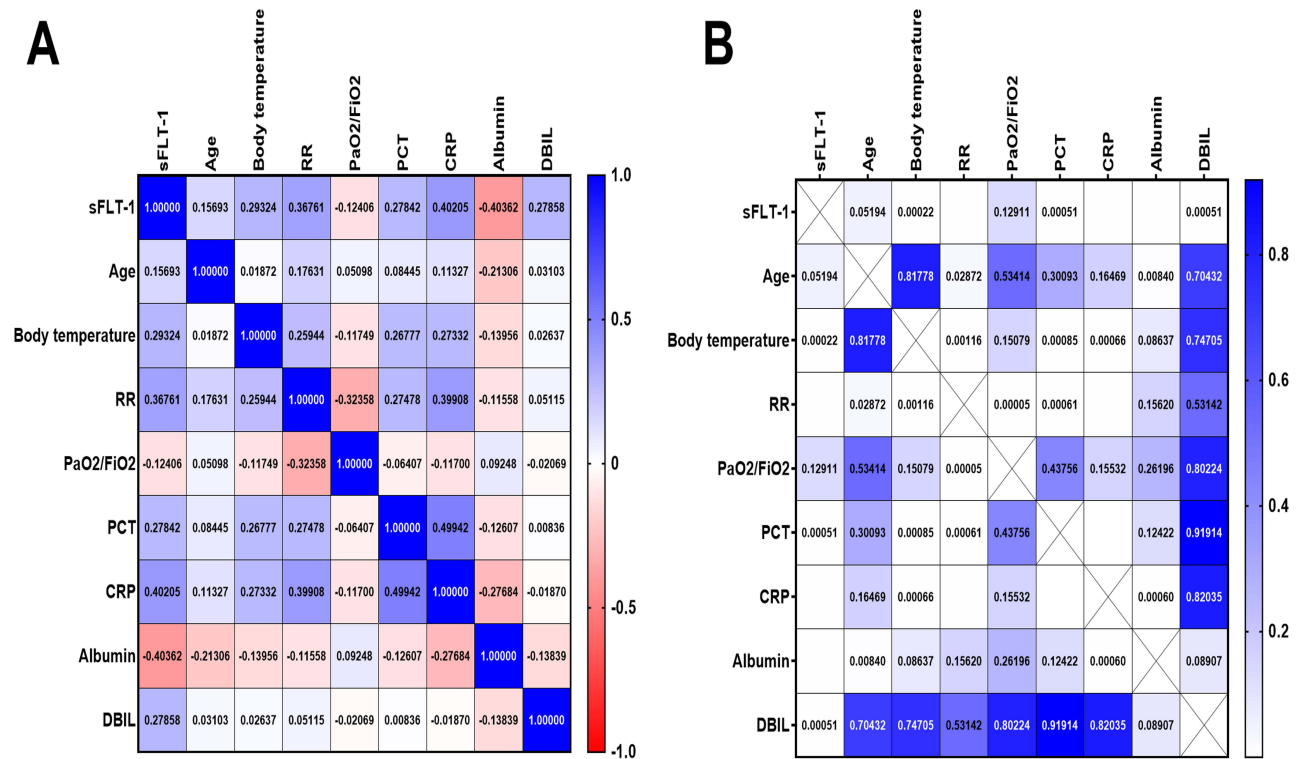 A
sFLT-1 Age Body temperature RR PaO2/FiO2 PCT CRP Albumin DBIL
sFLT-1 1.00000 0.15693 0.29324 0.36761 -0.12406 0.27842 0.40205 -0.40362 0.27858
Age 0.15693 1.00000 0.01872 0.17631 0.05098 0.08445 0.11327 -0.21306 0.03103
Body temperature 0.29324 0.01872 1.00000 0.25944 -0.11749 0.26777 0.27332 -0.13956 0.02637
RR 0.36761 0.17631 0.25944 1.00000 -0.32358 0.27478 0.39908 -0.11558 0.05115
PaO2/FiO2 -0.12406 0.05098 -0.11749 -0.32358 1.00000 -0.06407 -0.11700 0.09248 -0.02069
PCT 0.27842 0.08445 0.26777 0.27478 -0.06407 1.00000 0.49942 -0.12607 0.00836
CRP 0.40205 0.11327 0.27332 0.39908 -0.11700 0.49942 1.00000 -0.27684 -0.01870
Albumin -0.40362 -0.21306 -0.13956 -0.11558 0.09248 -0.12607 -0.27684 1.00000 -0.13839
DBIL 0.27858 0.03103 0.02637 0.05115 -0.02069 0.00836 -0.01870 -0.13839 1.00000
1.0
0.5
0
-0.5
-1.0
B
sFLT-1 Age Body temperature RR PaO2/FiO2 PCT CRP Albumin DBIL
sFLT-1 0.05194 0.00022 0.12911 0.00051 0.00051
Age 0.05194 0.81778 0.02872 0.53414 0.30093 0.16469 0.00840 0.70432
Body temperature 0.00022 0.81778 0.00116 0.15079 0.00085 0.00066 0.08637 0.74705
RR 0.02872 0.00116 0.00005 0.00061 0.15620 0.53142
PaO2/FiO2 0.12911 0.53414 0.15079 0.00005 0.43756 0.15532 0.26196 0.80224
PCT 0.00051 0.30093 0.00085 0.00061 0.43756 0.12422 0.91914
CRP 0.16469 0.00066 0.15532 0.00060 0.82035
Albumin 0.00840 0.08637 0.15620 0.26196 0.12422 0.00060 0.08907
DBIL 0.00051 0.70432 0.74705 0.53142 0.80224 0.91914 0.82035 0.08907
0.8
0.6
0.4
0.2